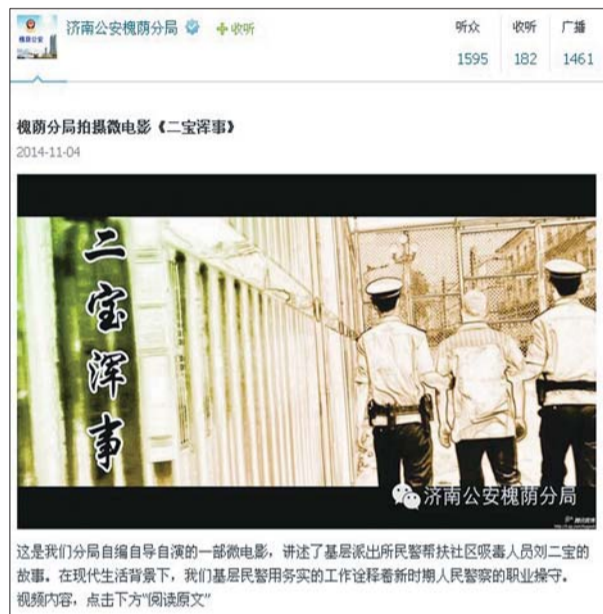 济南公安槐荫分局
收听
听众 收听 广播
1595 182 1461
槐荫公安
槐荫分局拍摄微电影《二宝浑事》
2014-11-04
二宝浑事
济南公安槐荫分局
这是我们分局自编自导自演的一部微电影，讲述了基层派出所民警帮扶社区吸毒人员刘二宝的
故事。在现代生活背景下，我们基层民警用务实的工作诠释着新时期人民警察的职业操守。
视频内容，点击下方“阅读原文”